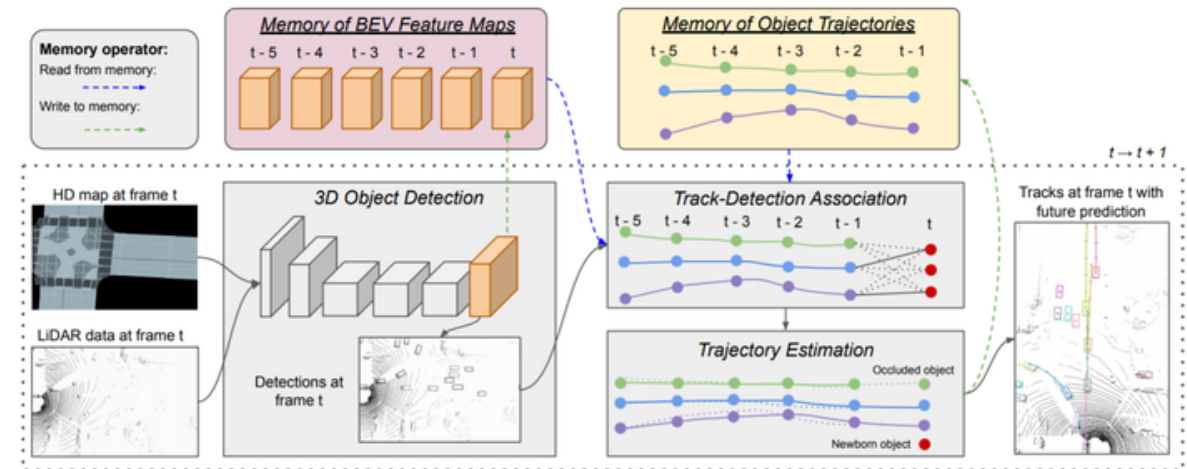 Memory operator:
Read from memory:
Write to memory:
Memory of BEV Feature Maps
t - 5 t - 4 t - 3 t - 2 t - 1 t
Memory of Object Trajectories
t - 5 t - 4 t - 3 t - 2 t - 1
t → t + 1
HD map at frame t
LiDAR data at frame t
3D Object Detection
Detections at
frame t
Track-Detection Association
t - 5 t - 4 t - 3 t - 2 t - 1 t
Trajectory Estimation
Occluded object
Newborn object
Tracks at frame t with
future prediction